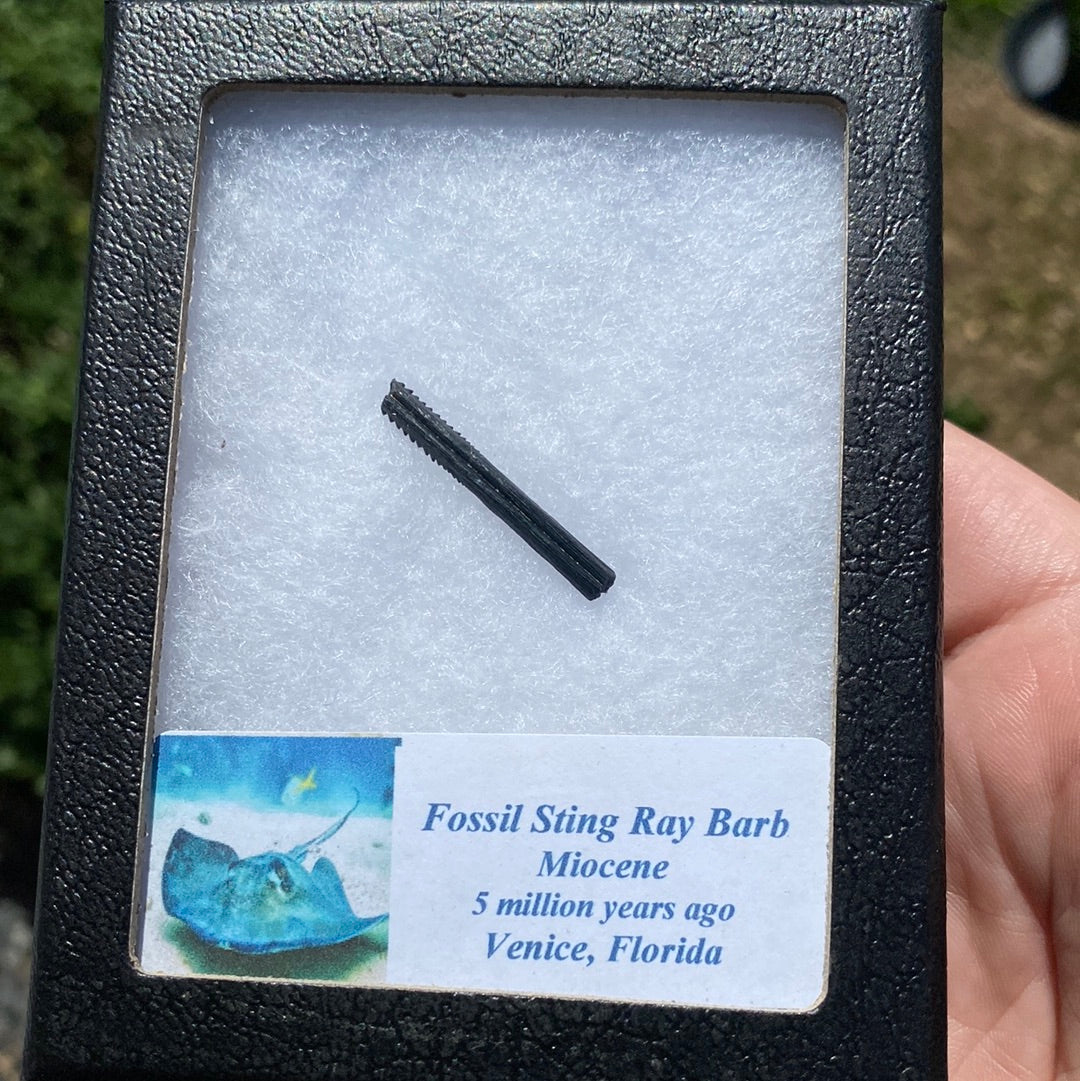 Fossil Sting Ray Barb
Miocene
5 million years ago
Venice, Florida